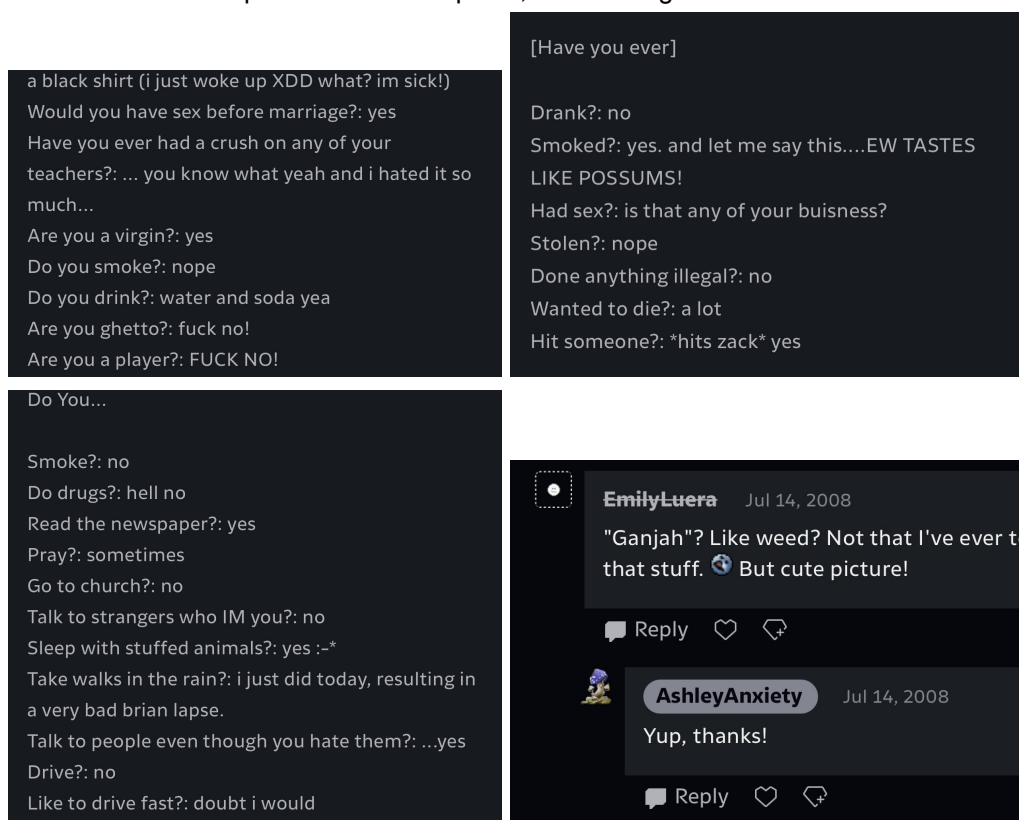 a black shirt (i just woke up XDD what? im sick!)
Would you have sex before marriage?: yes
Have you ever had a crush on any of your
teachers?: ... you know what yeah and i hated it so
much...
Are you a virgin?: yes
Do you smoke?: nope
Do you drink?: water and soda yea
Are you ghetto?: fuck no!
Are you a player?: FUCK NO!
[Have you ever]
Drank?: no
Smoked?: yes. and let me say this....EW TASTES
LIKE POSSUMS!
Had sex?: is that any of your buisness?
Stolen?: nope
Done anything illegal?: no
Wanted to die?: a lot
Hit someone?: *hits zack* yes
Do You...
Smoke?: no
Do drugs?: hell no
Read the newspaper?: yes
Pray?: sometimes
Go to church?: no
Talk to strangers who IM you?: no
Sleep with stuffed animals?: yes :-*
Take walks in the rain?: i just did today, resulting in
a very bad brian lapse.
Talk to people even though you hate them?: ...yes
Drive?: no
Like to drive fast?: doubt i would
EmilyLuera Jul 14, 2008
"Ganjah"? Like weed? Not that I've ever
that stuff. But cute picture!
Reply
AshleyAnxiety Jul 14, 2008
Yup, thanks!
Reply